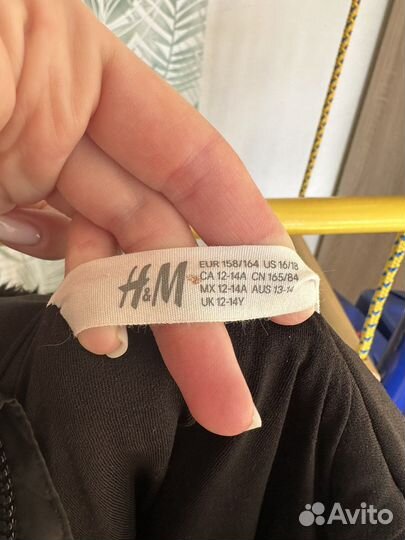 H&M
EUR 158/164 US 16/18
CA 12-14A CN 165/84
MX 12-14A AUS 13-14
UK 12-14Y
Avito